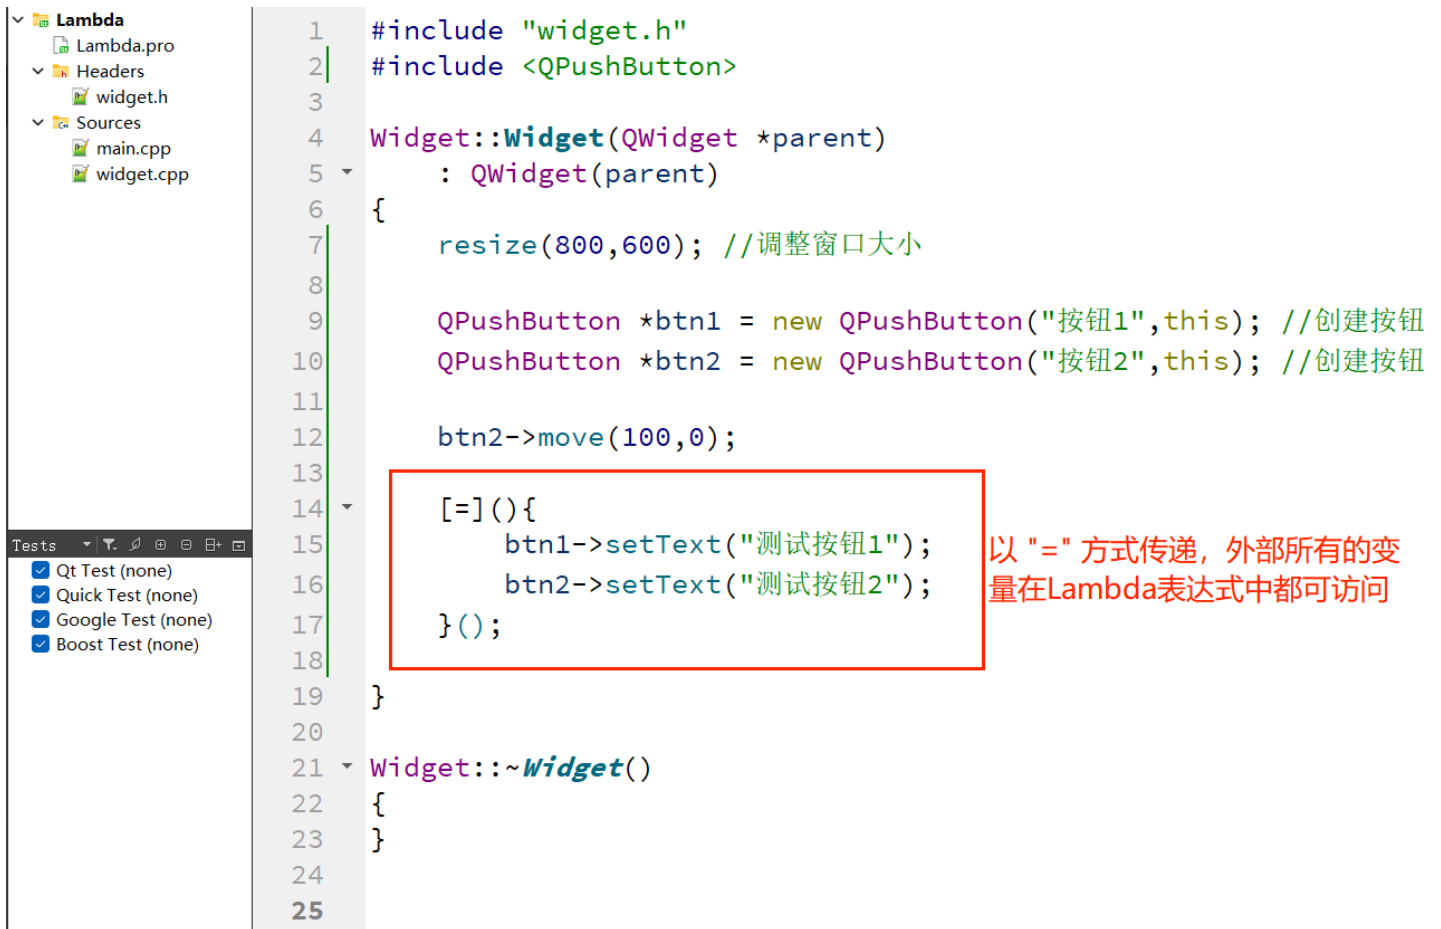 Lambda
Lambda.pro
Headers
widget.h
Sources
main.cpp
widget.cpp
Tests
Qt Test (none)
Quick Test (none)
Google Test (none)
Boost Test (none)
1 #include "widget.h"
2 #include <QPushButton>
3
4 Widget::Widget(QWidget *parent)
5     : QWidget(parent)
6 {
7     resize(800,600); //调整窗口大小
8
9     QPushButton *btn1 = new QPushButton("按钮1",this); //创建按钮
10     QPushButton *btn2 = new QPushButton("按钮2",this); //创建按钮
11
12     btn2->move(100,0);
13
14     [=](){
15         btn1->setText("测试按钮1");
16         btn2->setText("测试按钮2");
17     }();
18
19 }
20
21 Widget::~Widget()
22 {
23 }
24
25
以 "=" 方式传递，外部所有的变
量在Lambda表达式中都可访问